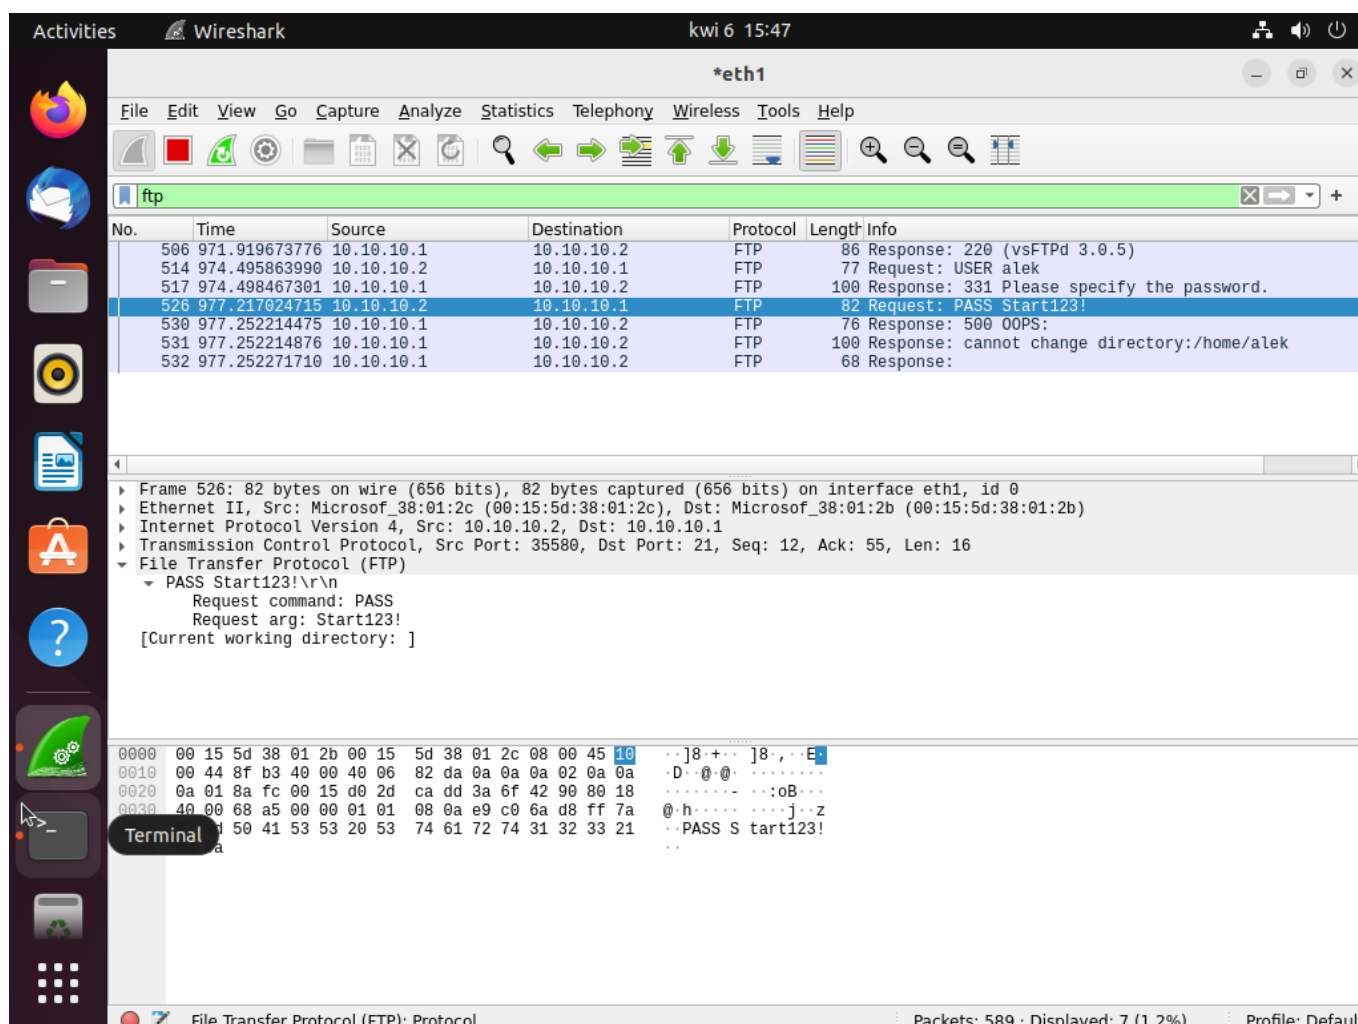 Activities Wireshark kwi 6 15:47
*eth1
File Edit View Go Capture Analyze Statistics Telephony Wireless Tools Help
ftp
No. Time Source Destination Protocol Length Info
506 971.919673776 10.10.10.1 10.10.10.2 FTP 86 Response: 220 (vsFTPd 3.0.5)
514 974.495863990 10.10.10.2 10.10.10.1 FTP 77 Request: USER alek
517 974.498467301 10.10.10.1 10.10.10.2 FTP 100 Response: 331 Please specify the password.
526 977.217024715 10.10.10.2 10.10.10.1 FTP 82 Request: PASS Start123!
530 977.252214475 10.10.10.1 10.10.10.2 FTP 76 Response: 500 OOPS:
531 977.252214876 10.10.10.1 10.10.10.2 FTP 100 Response: cannot change directory:/home/alek
532 977.252271710 10.10.10.1 10.10.10.2 FTP 68 Response:
Frame 526: 82 bytes on wire (656 bits), 82 bytes captured (656 bits) on interface eth1, id 0
Ethernet II, Src: Microsof_38:01:2c (00:15:5d:38:01:2c), Dst: Microsof_38:01:2b (00:15:5d:38:01:2b)
Internet Protocol Version 4, Src: 10.10.10.2, Dst: 10.10.10.1
Transmission Control Protocol, Src Port: 35580, Dst Port: 21, Seq: 12, Ack: 55, Len: 16
File Transfer Protocol (FTP)
PASS Start123!\r\n
Request command: PASS
Request arg: Start123!
[Current working directory: ]
0000 00 15 5d 38 01 2b 00 15 5d 38 01 2c 08 00 45 10 ··]8·+·· ]8·,··E·
0010 00 44 8f b3 40 00 40 06 82 da 0a 0a 0a 02 0a 0a ·D··@·@· ········
0020 0a 01 8a fc 00 15 d0 2d ca dd 3a 6f 42 90 80 18 ·······- ··:oB···
0030 40 00 68 a5 00 00 01 01 08 0a e9 c0 6a d8 ff 7a @·h····· ····j··z
50 41 53 53 20 53 74 61 72 74 31 32 33 21 ··PASS S tart123!
Terminal
a ··
File Transfer Protocol (FTP): Protocol Packets: 589 · Displayed: 7 (1.2%) Profile: Defaul